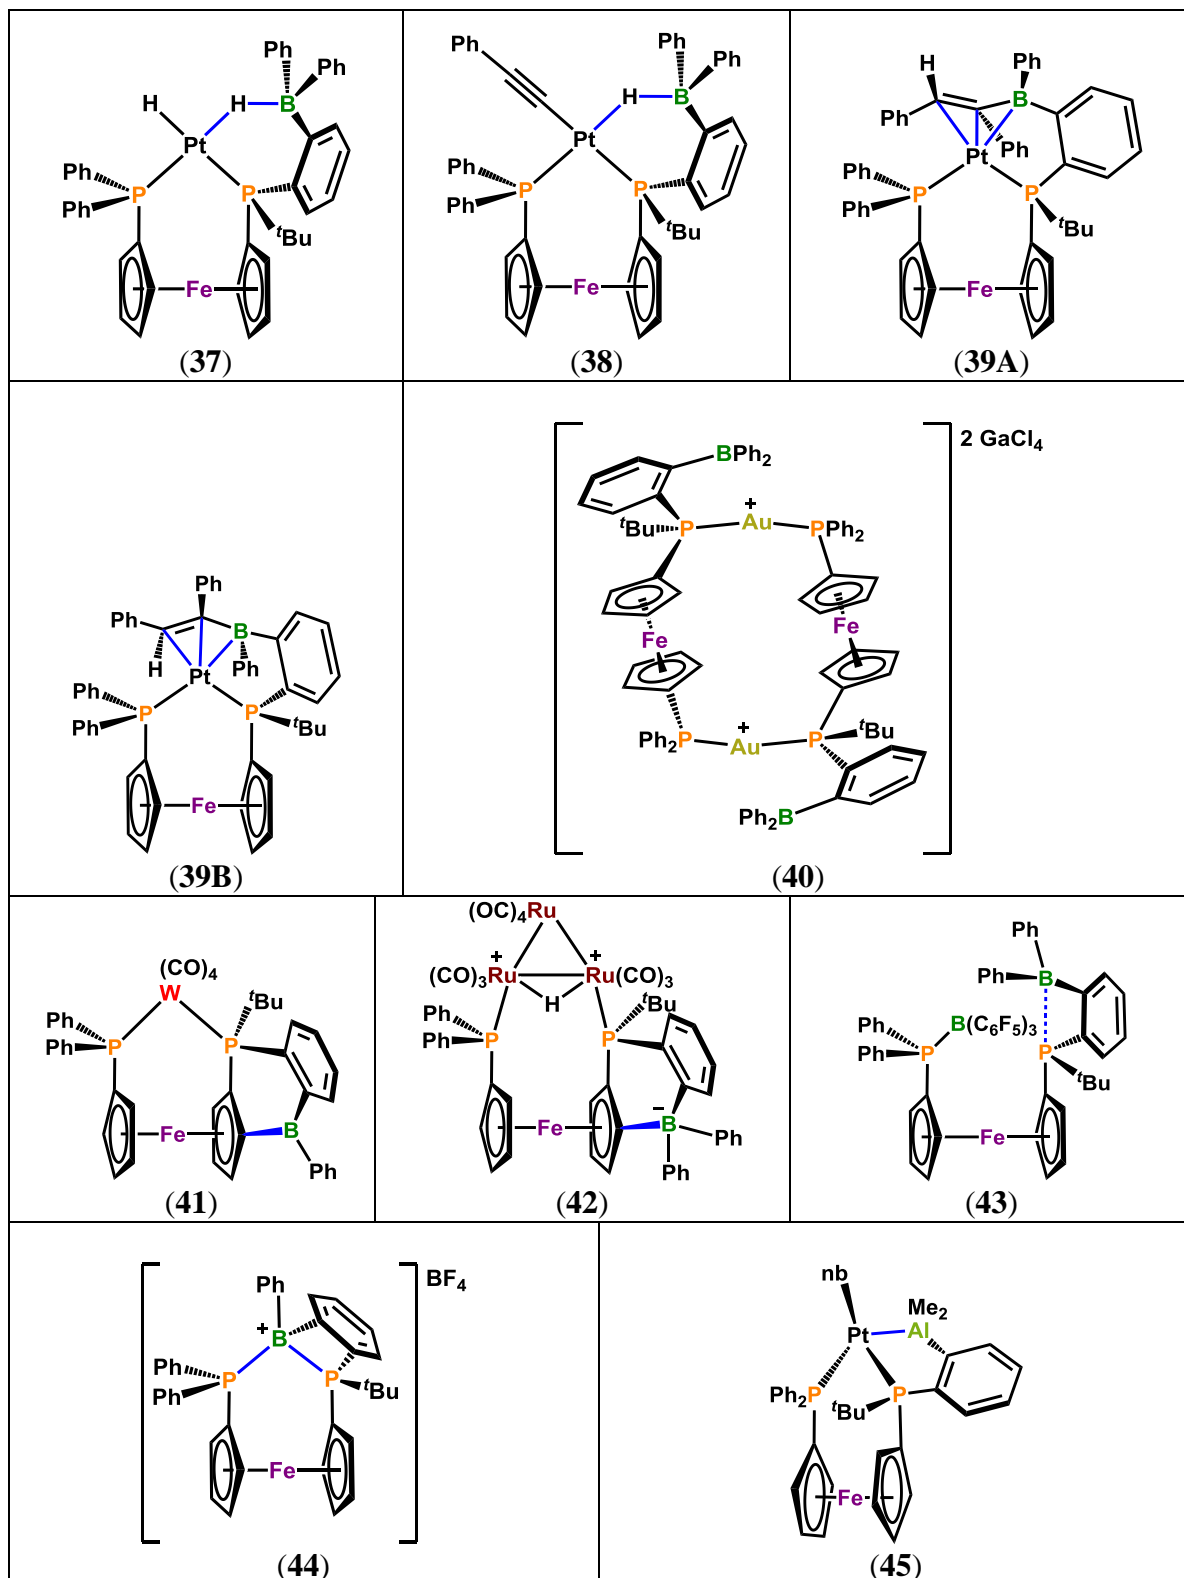 Ph
Ph
H
H
B
Pt
Ph
Ph
P
P
tBu
Fe
(37)
Ph
Ph
Ph
H
B
Pt
Ph
Ph
P
P
tBu
Fe
(38)
H
Ph
Ph
B
Ph
Pt
Ph
Ph
P
P
tBu
Fe
(39A)
Ph
Ph
B
H
Ph
Pt
Ph
Ph
P
P
tBu
Fe
(39B)
2 GaCl4
BPh2
+
tBu
P
Au
PPh2
Fe
Fe
+
Ph2P
Au
P
tBu
Ph2B
(40)
(CO)4
W
tBu
Ph
Ph
P
P
Fe
B
Ph
(41)
(OC)4Ru
+
+
(CO)3Ru
Ru(CO)3
H
tBu
Ph
Ph
P
P
–
Fe
B
Ph
Ph
(42)
Ph
Ph
B
B(C6F5)3
Ph
Ph
P
P
tBu
Fe
(43)
BF4
Ph
+
B
Ph
Ph
P
P
tBu
Fe
(44)
nb
Me2
Pt
Al
Ph2P
P
tBu
Fe
(45)